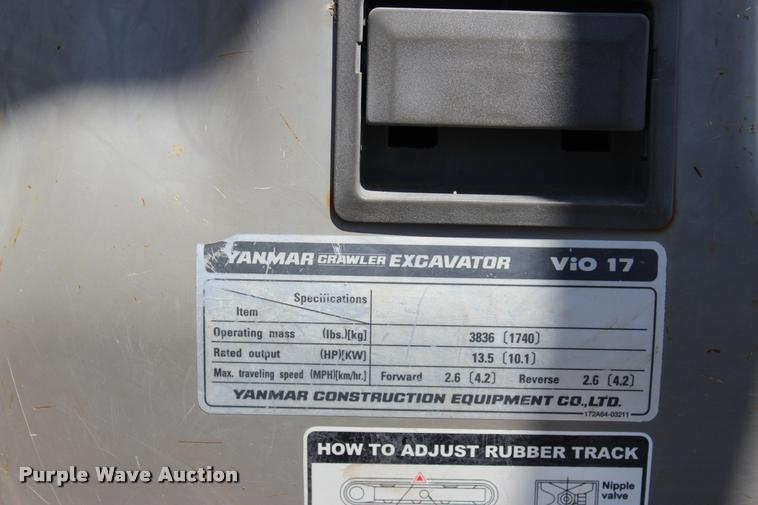 YANMAR CRAWLER EXCAVATOR ViO 17
Specifications
Item
Operating mass (lbs.)[kg] 3836 [1740]
Rated output (HP)[KW] 13.5 [10.1]
Max. traveling speed (MPH)[km/hr.] Forward 2.6 [4.2] Reverse 2.6 [4.2]
YANMAR CONSTRUCTION EQUIPMENT CO.,LTD.
172A64-03211
HOW TO ADJUST RUBBER TRACK
Nipple
valve
Purple Wave Auction